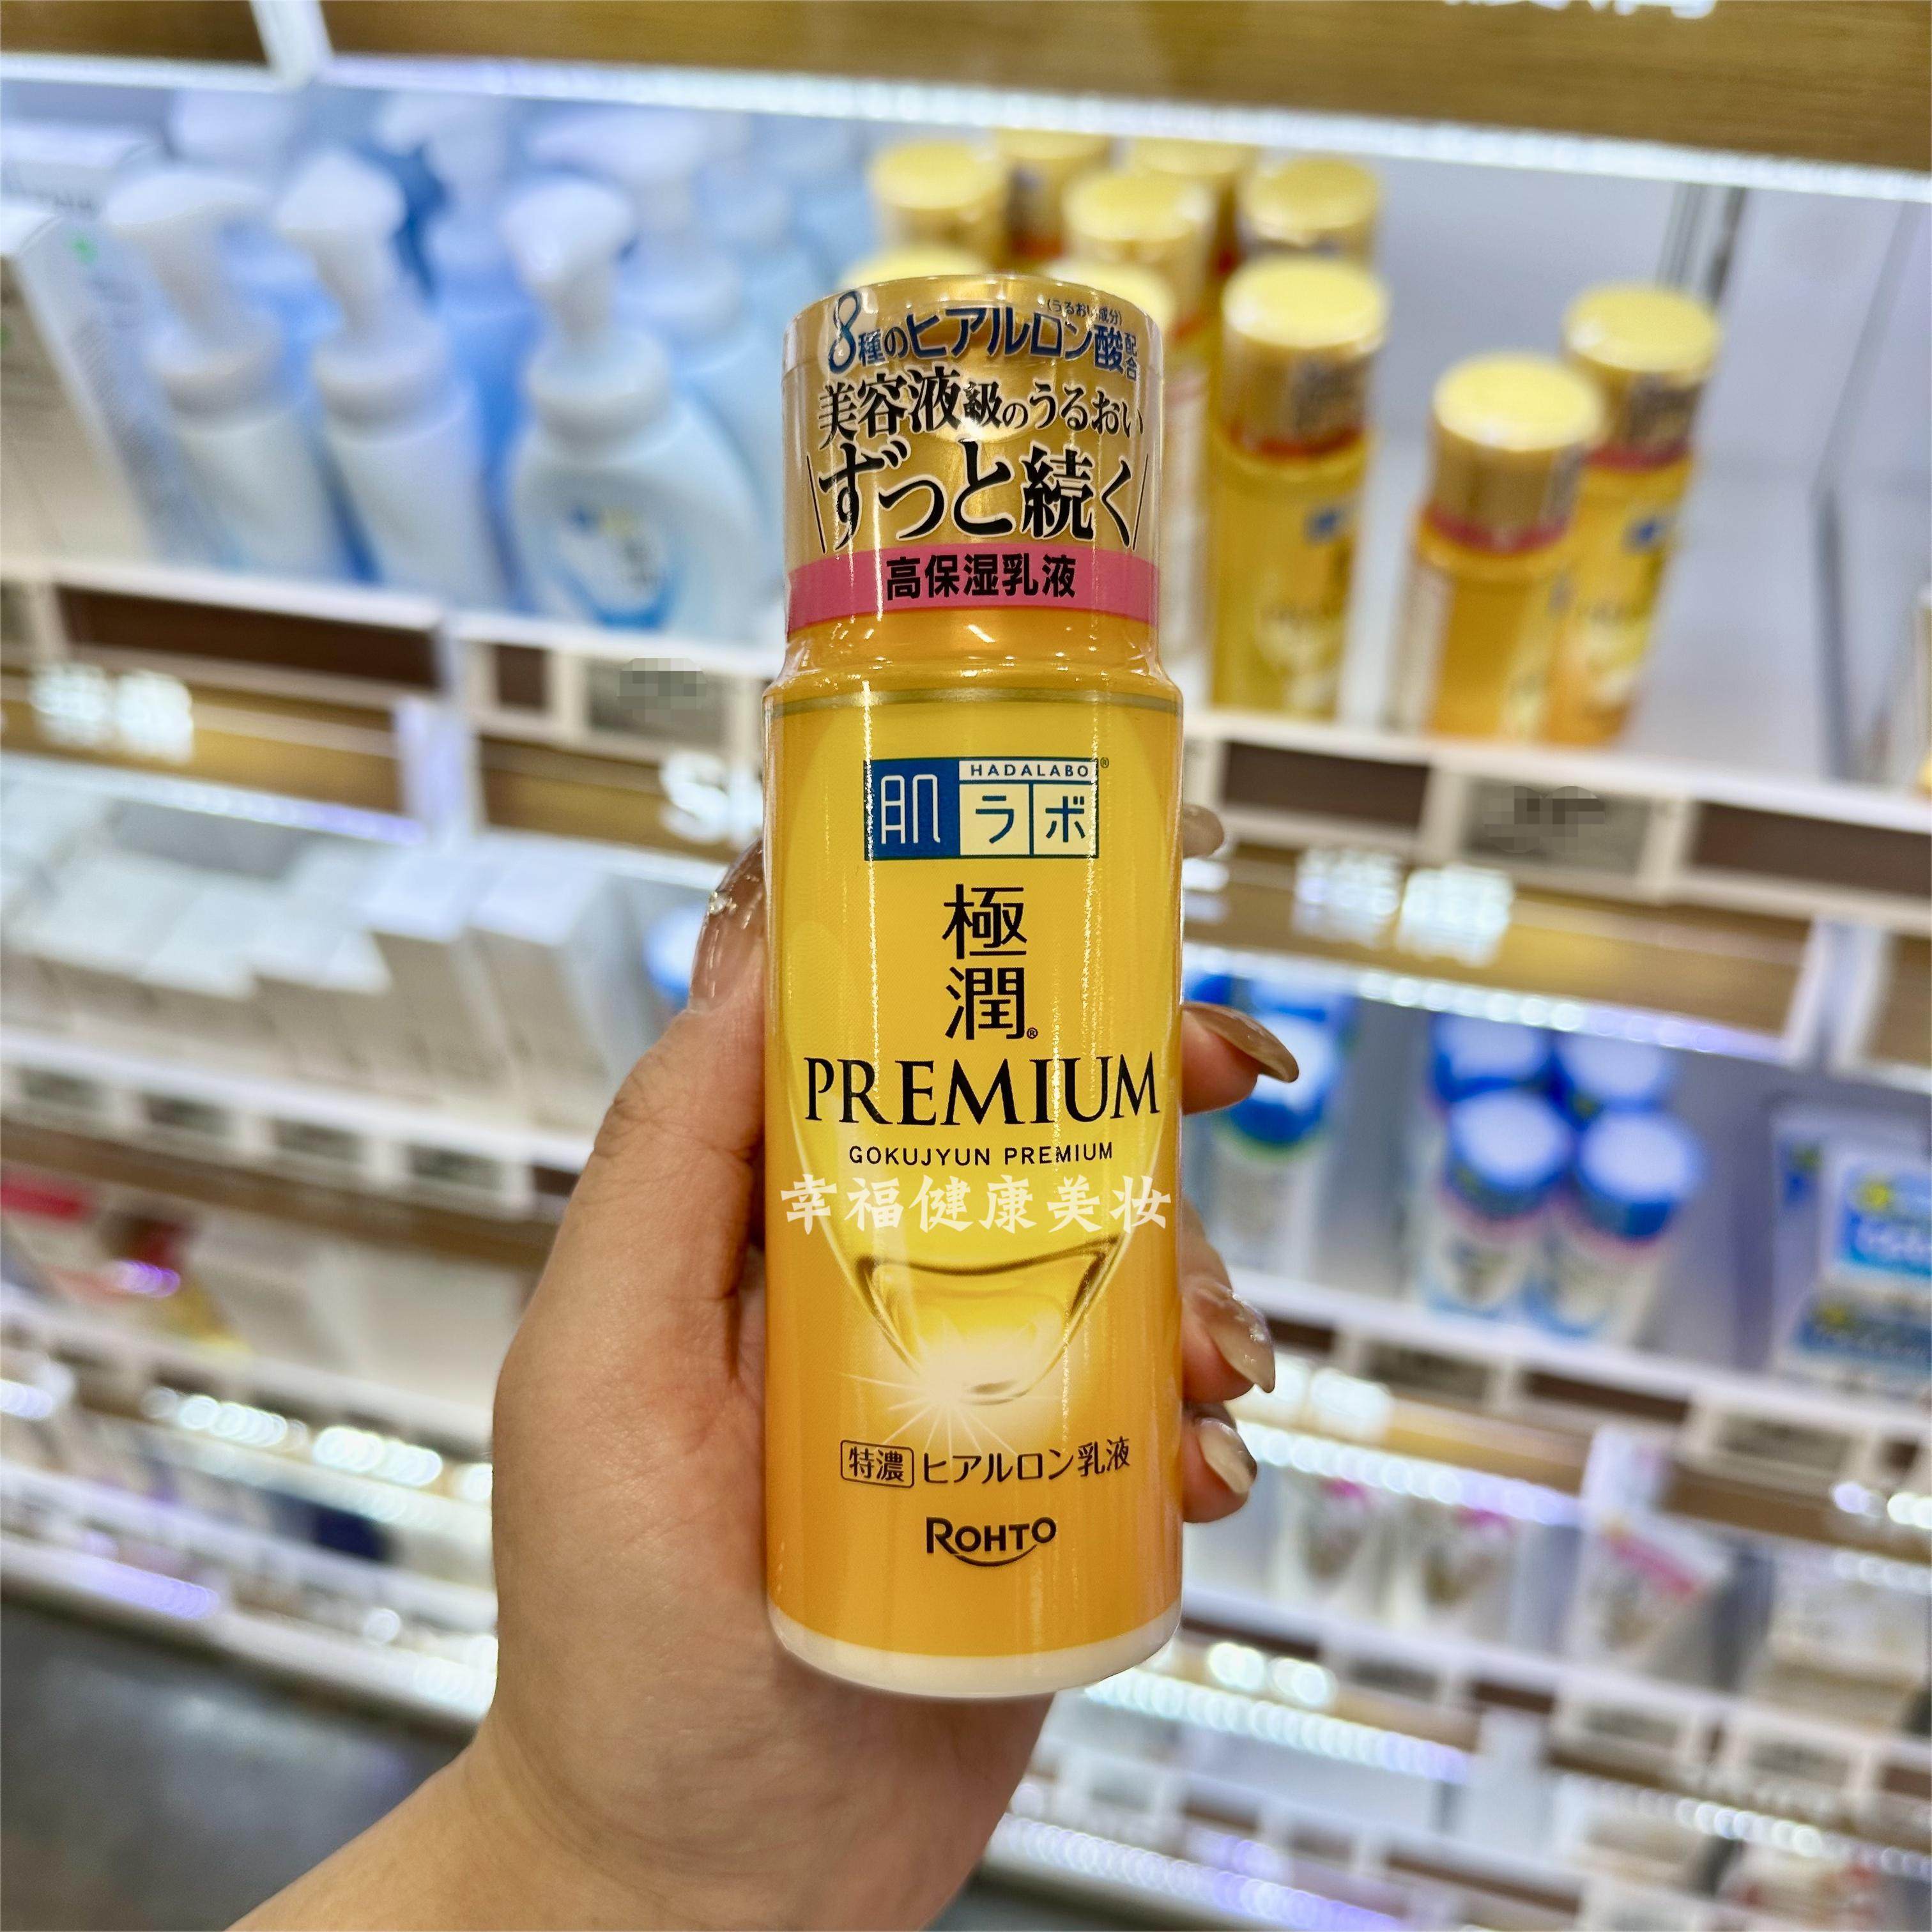 (うるおい成分)
8種のヒアルロン酸配合
美容液級のうるおい
ずっと続く
高保湿乳液
HADALABO®
肌ラボ
極
潤®
PREMIUM
GOKUJYUN PREMIUM
幸福健康美妆
特濃 ヒアルロン乳液
ROHTO